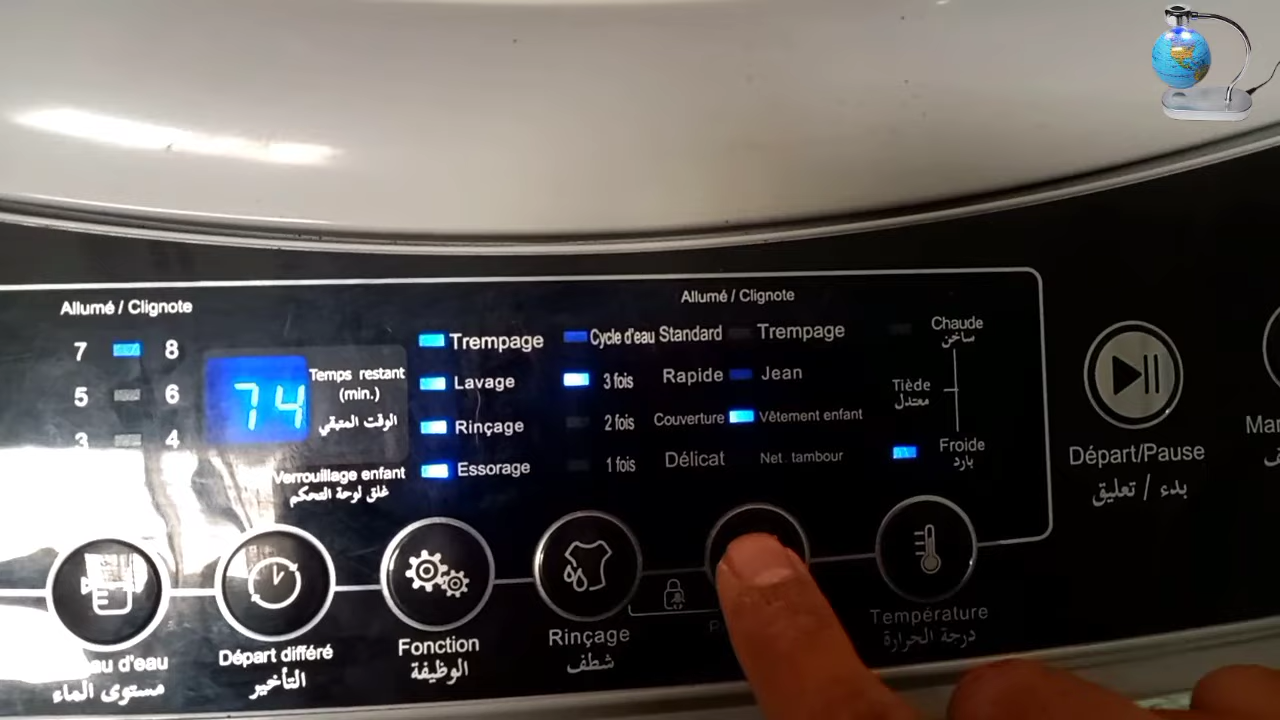 Allumé / Clignote
7 8
5 6
3 4
74
Temps restant
(min.)
الوقت المتبقي
Verrouillage enfant
غلق لوحة التحكم
Trempage
Lavage
Rinçage
Essorage
Allumé / Clignote
Cycle d'eau
3 fois
2 fois
1 fois
Standard Trempage
Rapide Jean
Couverture Vêtement enfant
Délicat Net. tambour
Chaude
ساخن
Tiède
معتدل
Froide
بارد
au d'eau
مستوى الماء
Départ différé
التأخير
Fonction
الوظيفة
Rinçage
شطف
Température
درجة الحرارة
Départ/Pause
بدء / تعليق
Mar